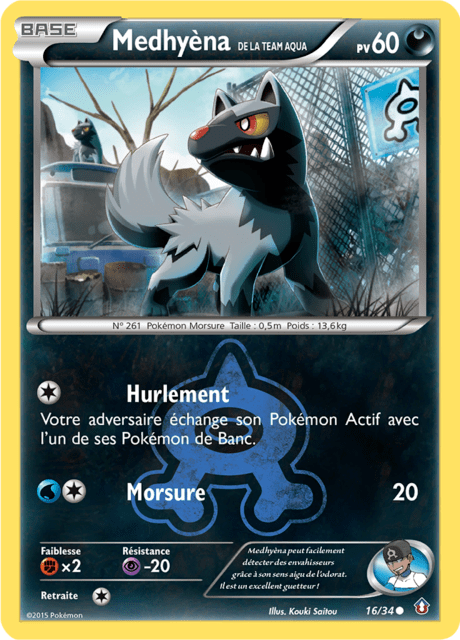 BASE
Medhyèna DE LA TEAM AQUA PV60
N° 261 Pokémon Morsure Taille : 0,5m Poids : 13,6kg
Hurlement
Votre adversaire échange son Pokémon Actif avec
l'un de ses Pokémon de Banc.
Morsure 20
Faiblesse Résistance
×2 -20
Retraite
Medhyèna peut facilement
détecter des envahisseurs
grâce à son sens aigu de l'odorat.
Il est un excellent guetteur !
©2015 Pokémon
Illus. Kouki Saitou 16/34